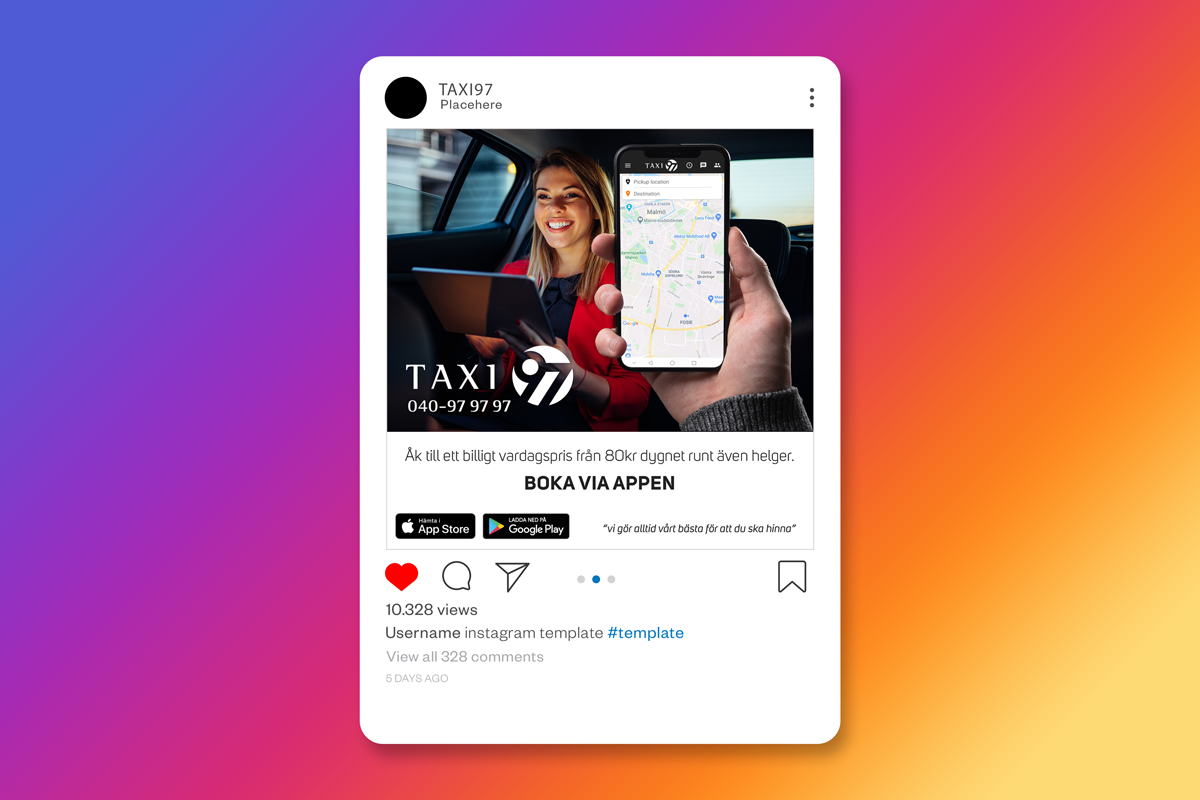 TAXI97
Placehere
TAXI 97
Pickup location
Destination
Malmö
Mobilia
FOSIE
Google
TAXI 97
040-97 97 97
Åk till ett billigt vardagspris från 80kr dygnet runt även helger.
BOKA VIA APPEN
Hämta i
App Store
LADDA NED PÅ
Google Play
"vi gör alltid vårt bästa för att du ska hinna"
10.328 views
Username instagram template #template
View all 328 comments
5 DAYS AGO